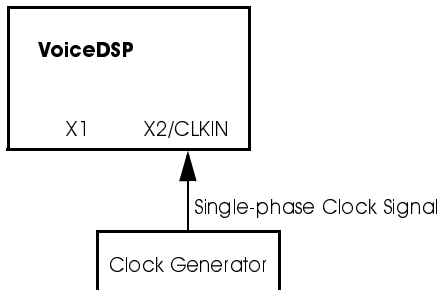 VoiceDSP
X1 X2/CLKIN
Single-phase Clock Signal
Clock Generator